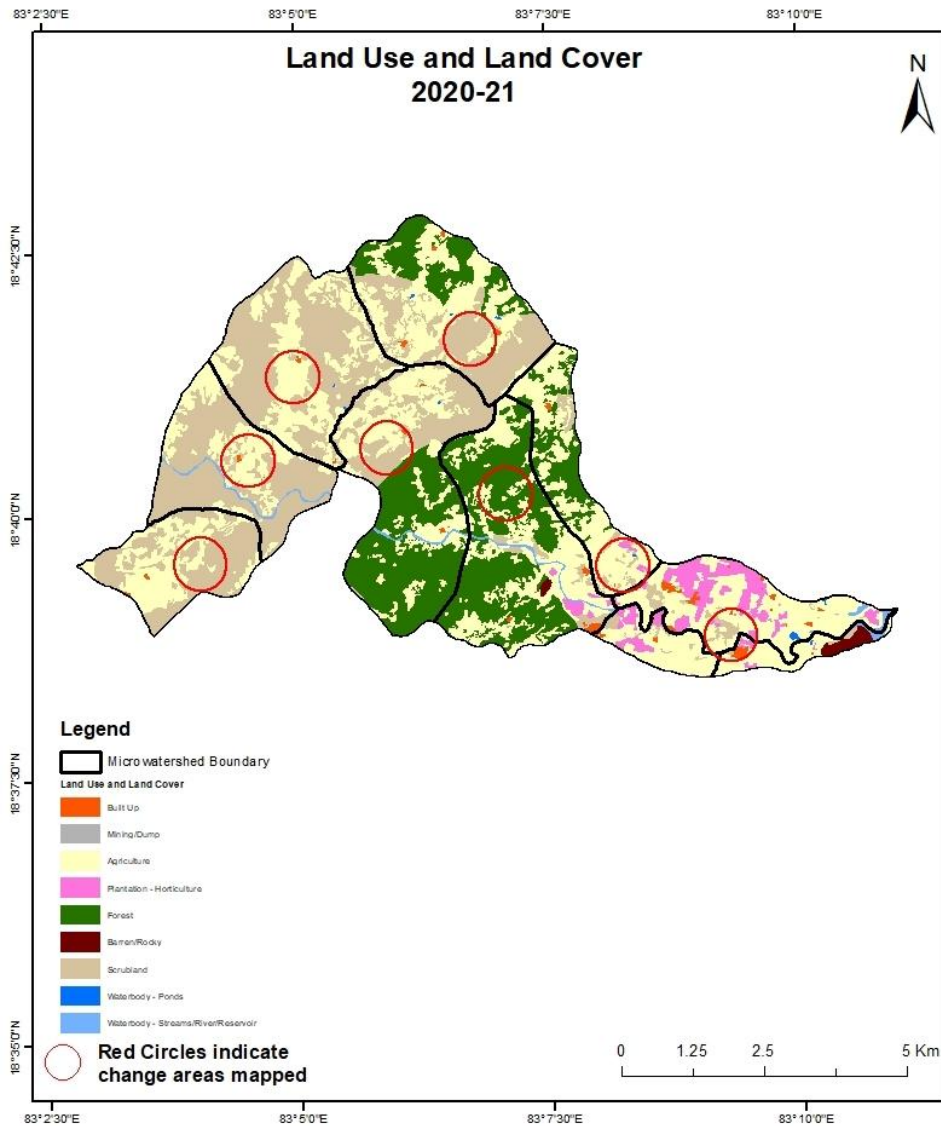 83°2'30"E 83°5'0"E 83°7'30"E 83°10'0"E
Land Use and Land Cover
2020-21
N
18°42'30"N
18°40'0"N
18°37'30"N
18°35'0"N
Legend
Microwatershed Boundary
Land Use and Land Cover
Built Up
Mining/Dump
Agriculture
Plantation - Horticulture
Forest
Barren/Rocky
Scrubland
Waterbody - Ponds
Waterbody - Streams/River/Reservoir
Red Circles indicate
change areas mapped
0 1.25 2.5 5 Km
83°2'30"E 83°5'0"E 83°7'30"E 83°10'0"E